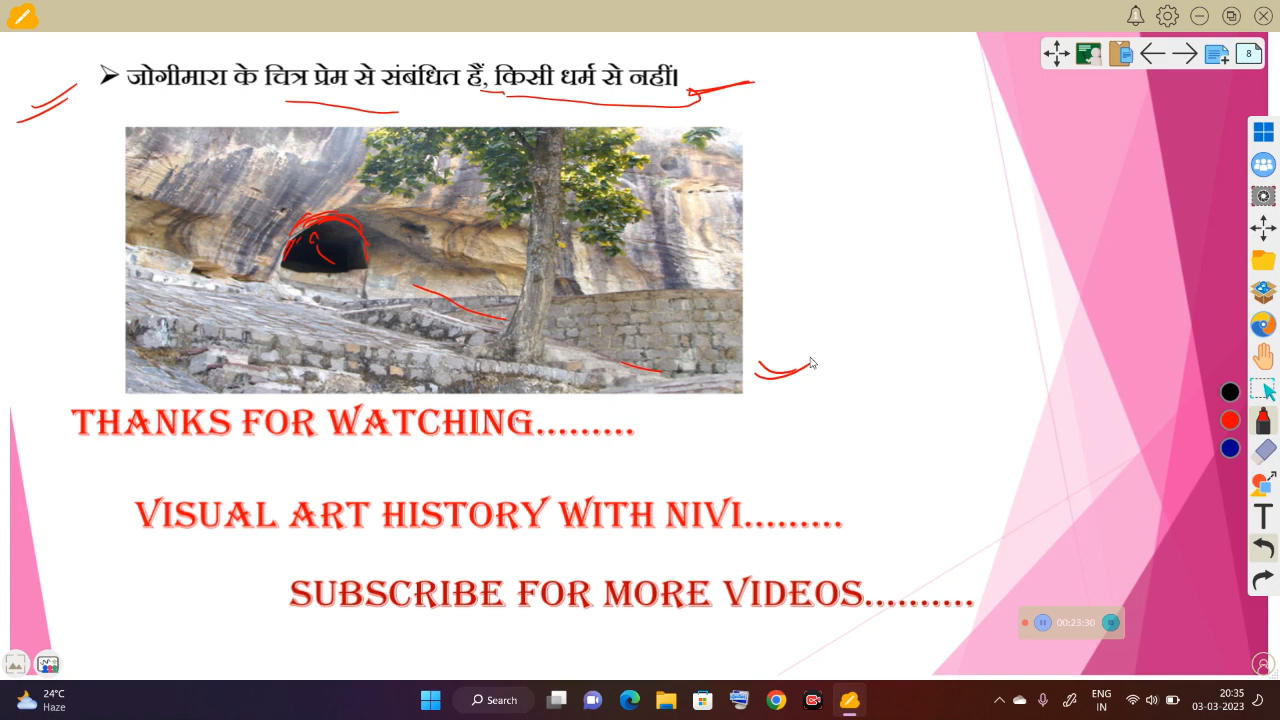 8
➤ जोगीमारा के चित्र प्रेम से संबंधित हैं, किसी धर्म से नहीं।
THANKS FOR WATCHING.........
VISUAL ART HISTORY WITH NIVI.........
SUBSCRIBE FOR MORE VIDEOS..........
00:23:30
24°C
Haze
Search
ENG
IN
20:35
03-03-2023